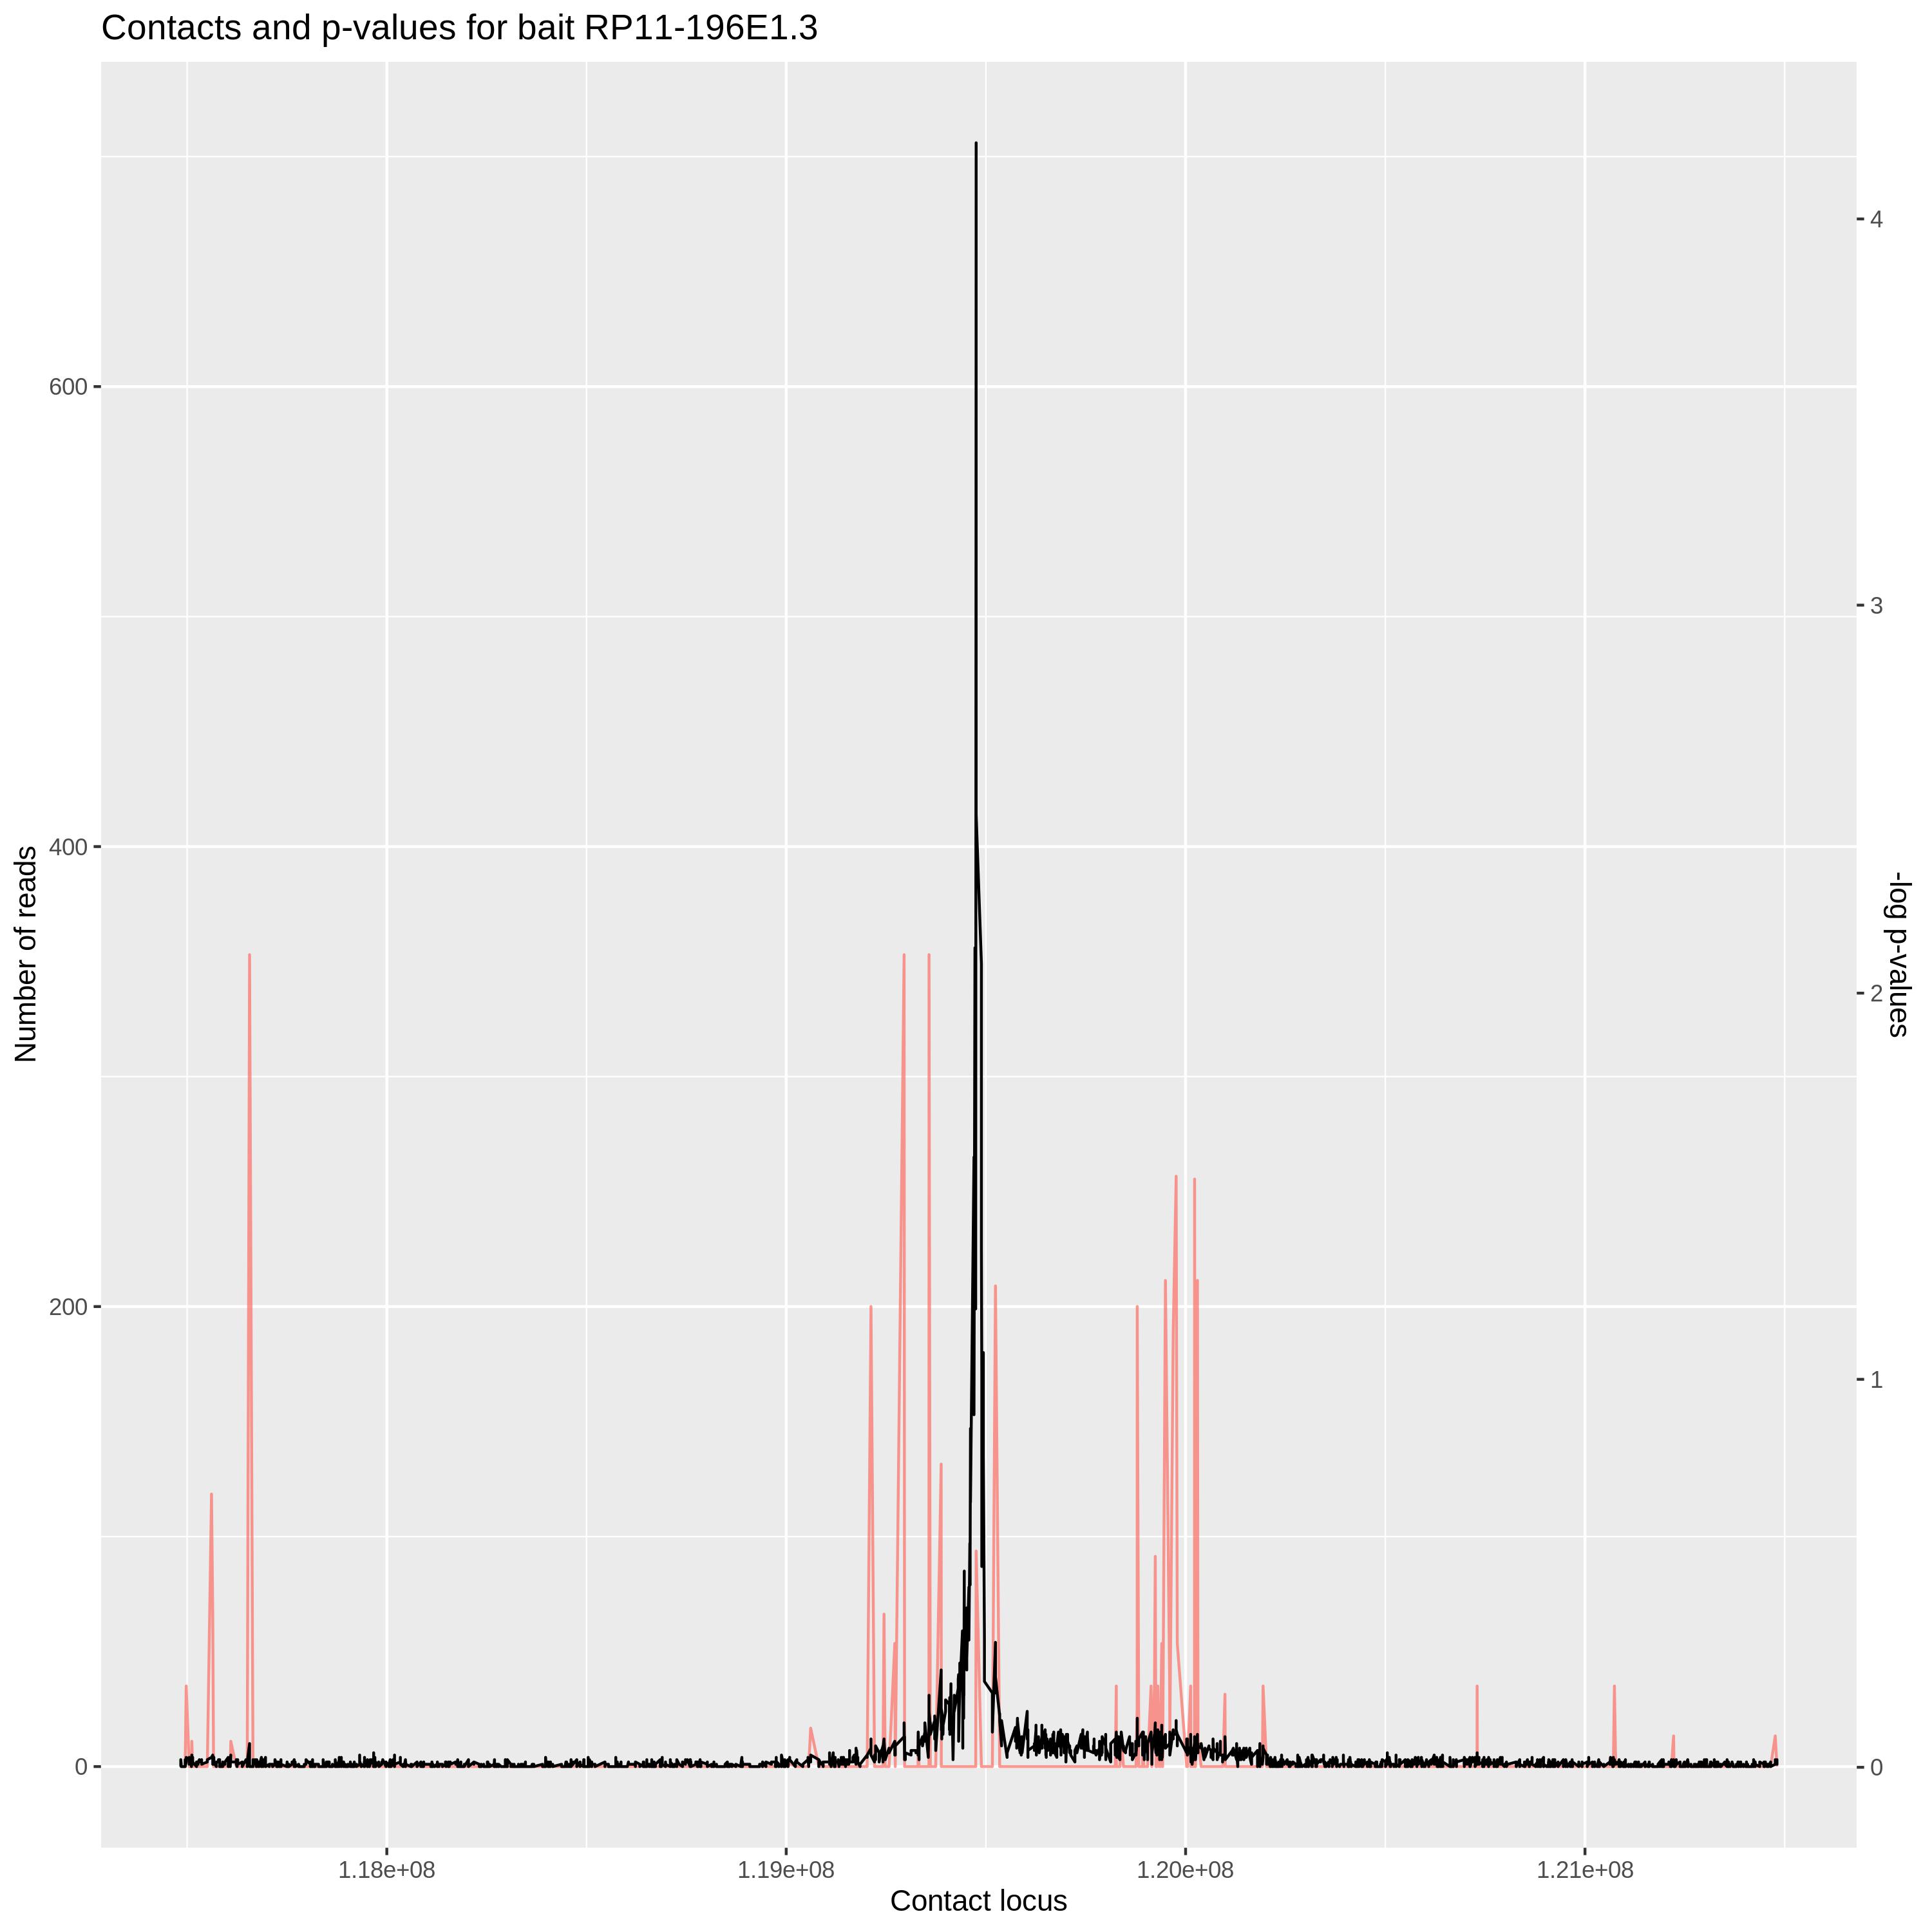 Contacts and p-values for bait RP11-196E1.3
Number of reads
600
400
200
0
4
3
2
1
0
-log p-values
1.18e+08
1.19e+08
1.20e+08
1.21e+08
Contact locus